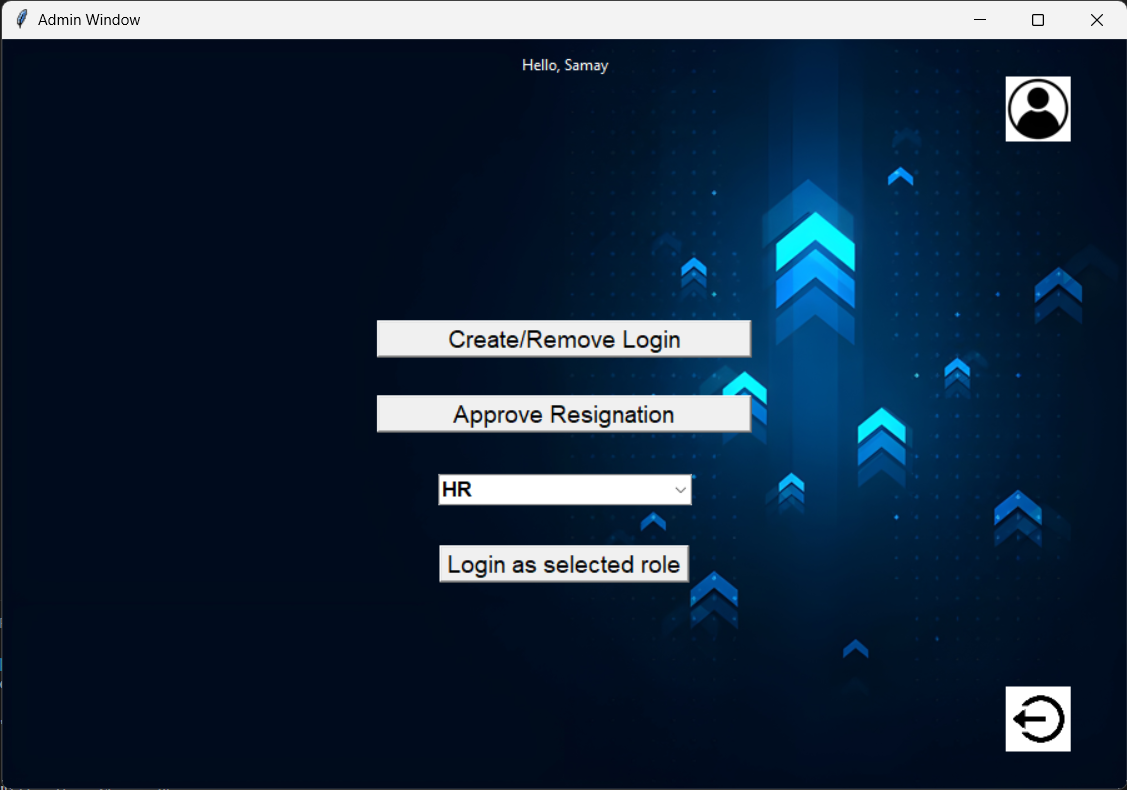 Admin Window
Hello, Samay
Create/Remove Login
Approve Resignation
HR
Login as selected role